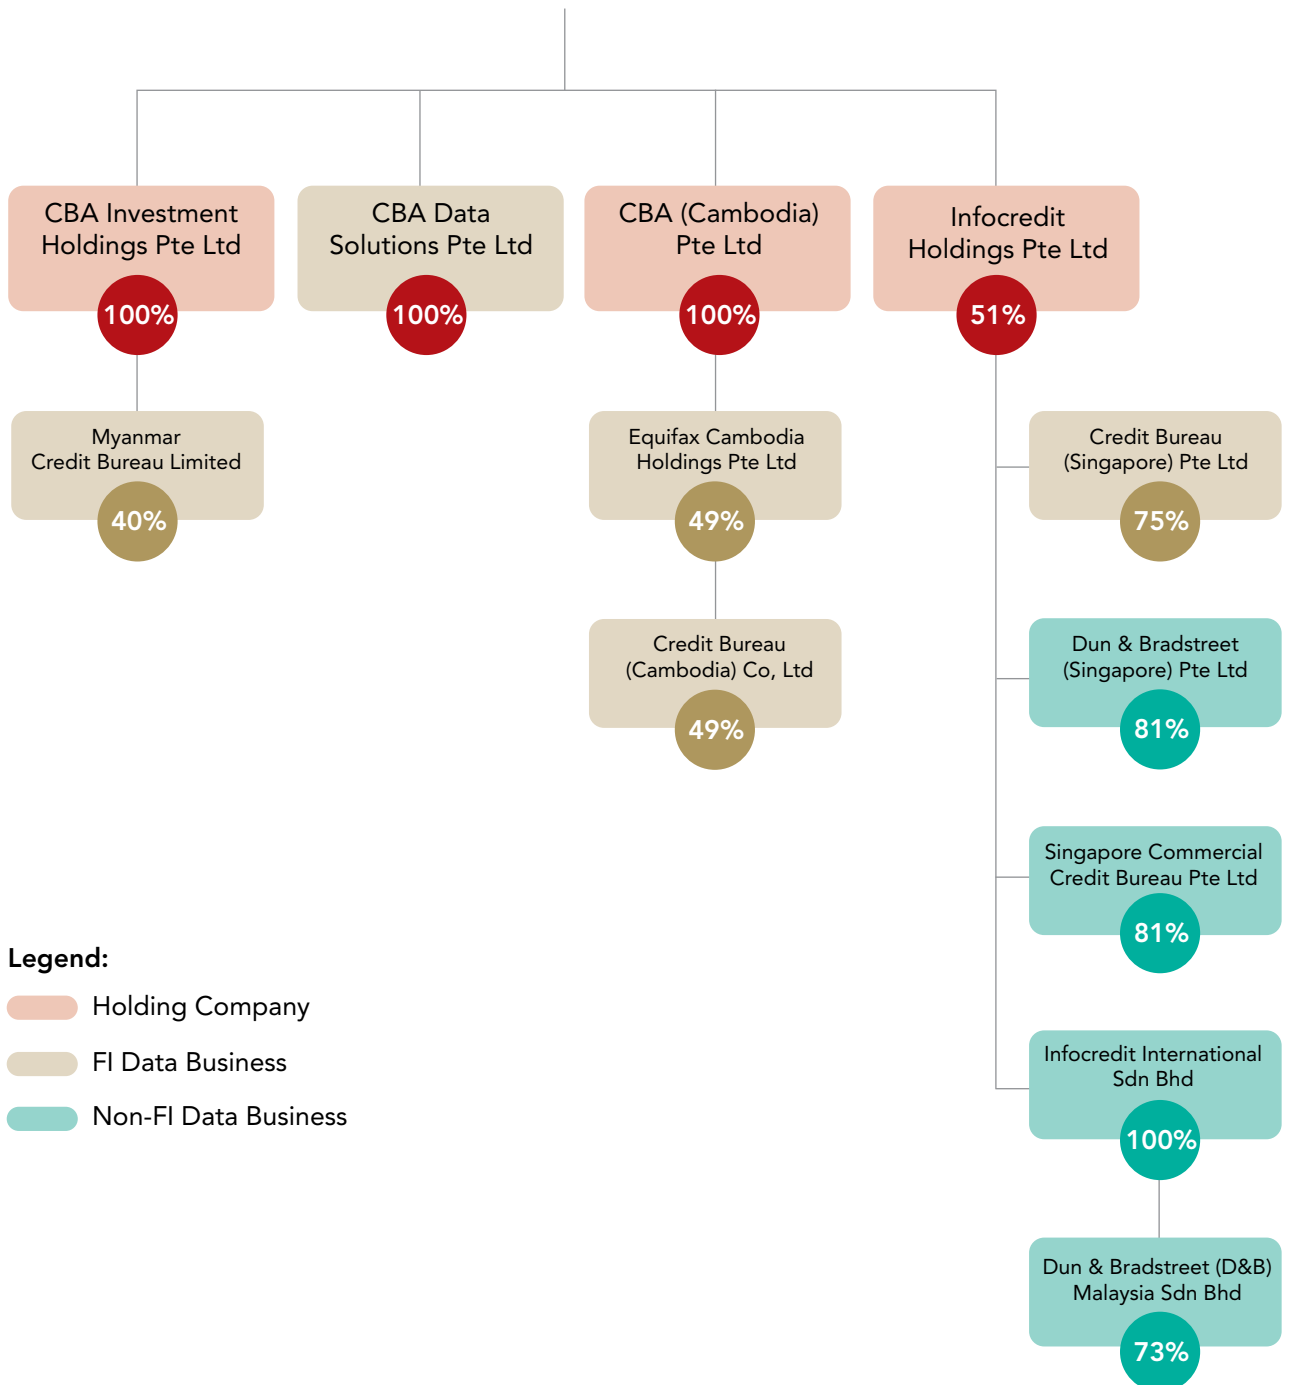 CBA Investment
Holdings Pte Ltd
100%
CBA Data
Solutions Pte Ltd
100%
CBA (Cambodia)
Pte Ltd
100%
Infocredit
Holdings Pte Ltd
51%
Myanmar
Credit Bureau Limited
40%
Equifax Cambodia
Holdings Pte Ltd
49%
Credit Bureau
(Cambodia) Co, Ltd
49%
Credit Bureau
(Singapore) Pte Ltd
75%
Dun & Bradstreet
(Singapore) Pte Ltd
81%
Singapore Commercial
Credit Bureau Pte Ltd
81%
Infocredit International
Sdn Bhd
100%
Dun & Bradstreet (D&B)
Malaysia Sdn Bhd
73%
Legend:
Holding Company
FI Data Business
Non-FI Data Business